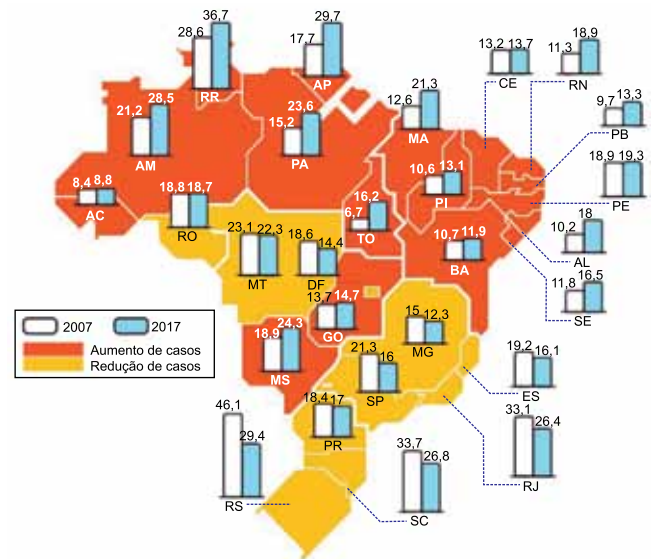 28,6 36,7
RR
17,7 29,7
AP
21,2 28,5
AM
15,2 23,6
PA
12,6 21,3
MA
13,2 13,7
CE
11,3 18,9
RN
9,7 13,3
PB
18,9 19,3
PE
10,2 18
AL
11,8 16,5
SE
8,4 8,8
AC
18,8 18,7
RO
10,6 13,1
PI
6,7 16,2
TO
10,7 11,9
BA
23,1 22,3
MT
18,6 14,4
DF
13,7 14,7
GO
15 12,3
MG
18,9 24,3
MS
21,3 16
SP
19,2 16,1
ES
33,1 26,4
RJ
18,4 17
PR
46,1 29,4
RS
33,7 26,8
SC
2007 2017
Aumento de casos
Redução de casos